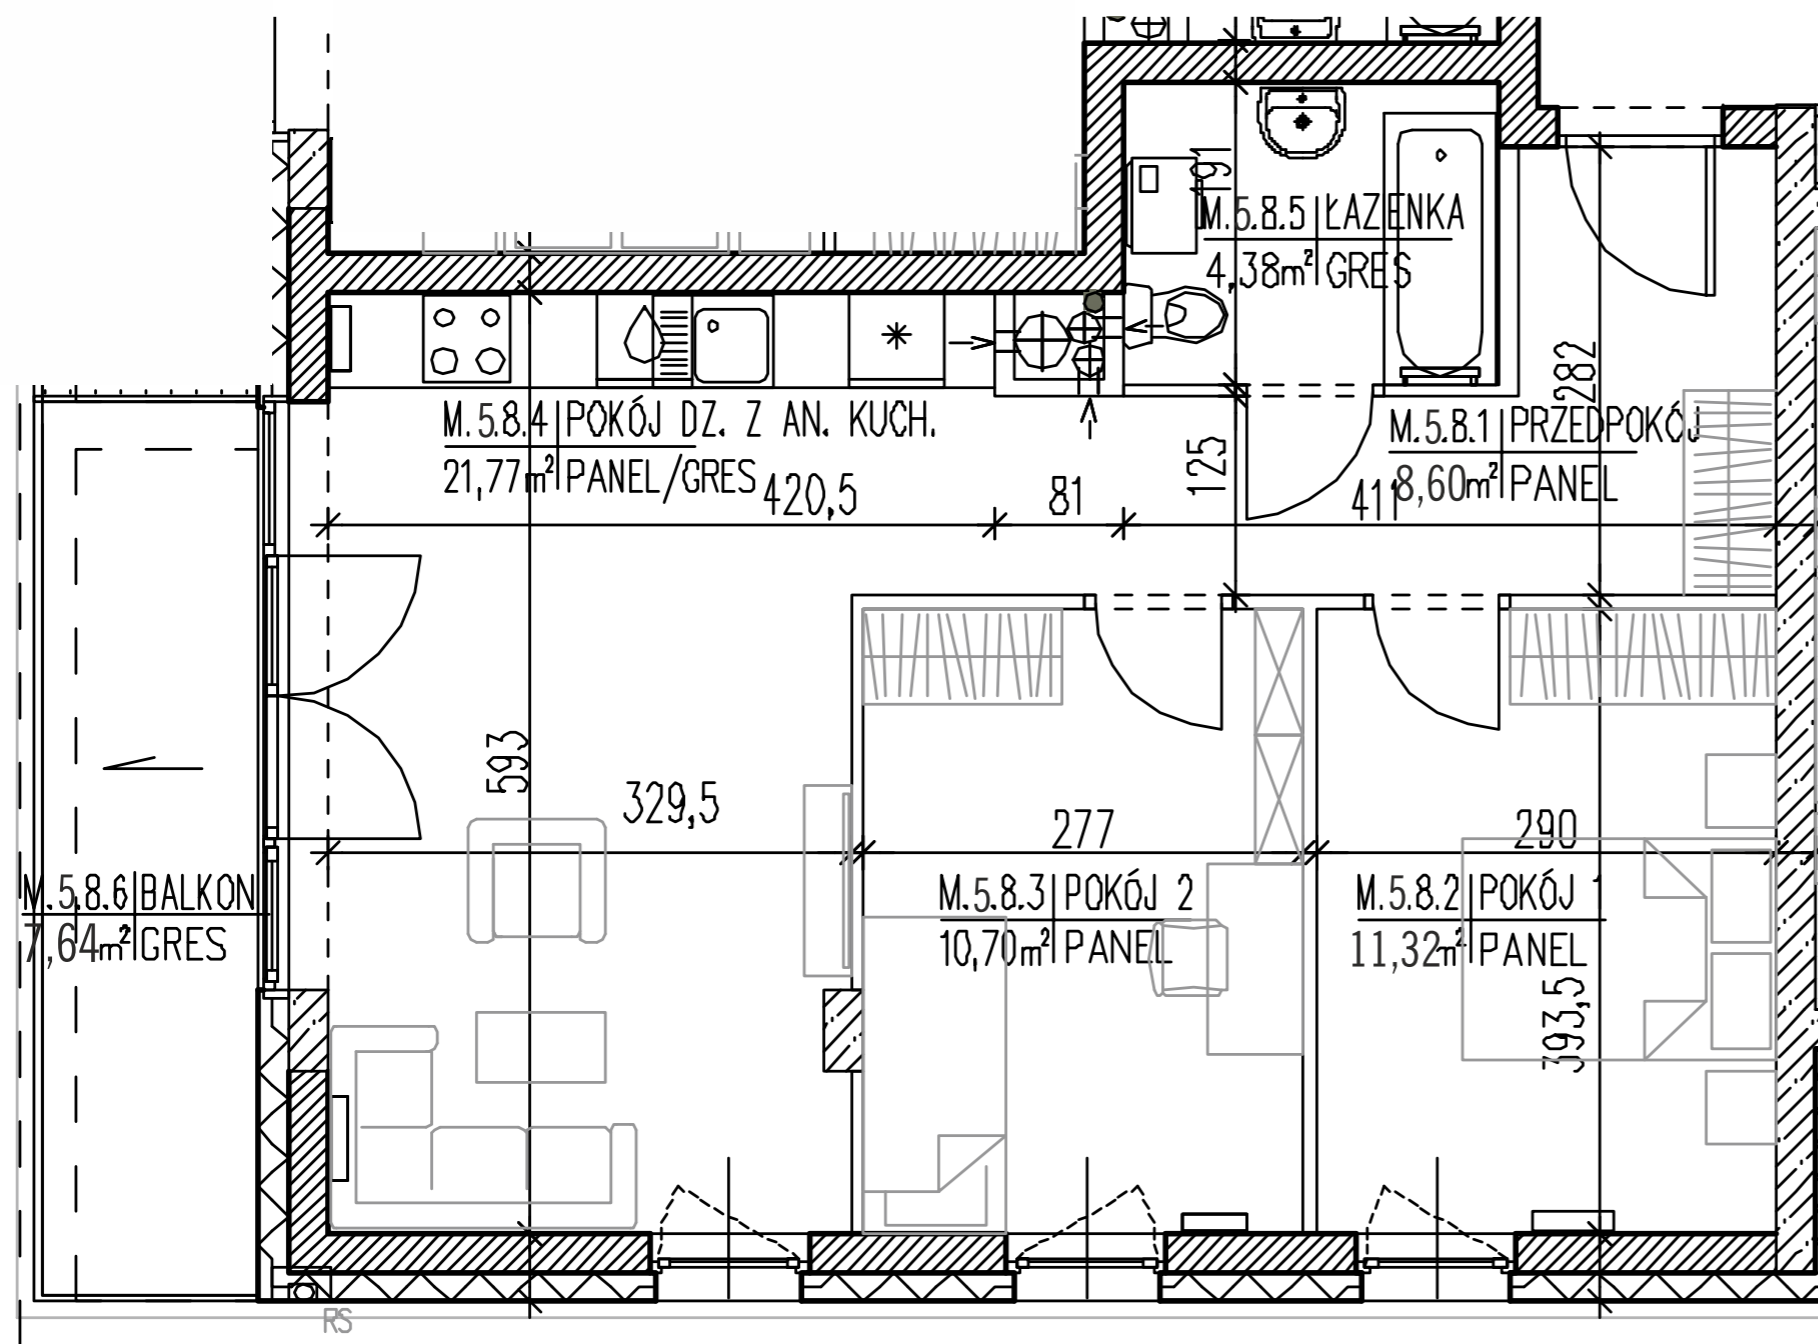 191
M.5.8.5 ŁAZIENKA
4,38m² GRES
282
M.5.8.4 POKÓJ DZ. Z AN. KUCH.
21,77m² PANEL/GRES
M.5.8.1 PRZEDPOKÓJ
8,60m² PANEL
420,5
81
125
411
593
329,5
277
290
M.5.8.6 BALKON
7,64m² GRES
M.5.8.3 POKÓJ 2
10,70m² PANEL
M.5.8.2 POKÓJ 1
11,32m² PANEL
393,5
RS